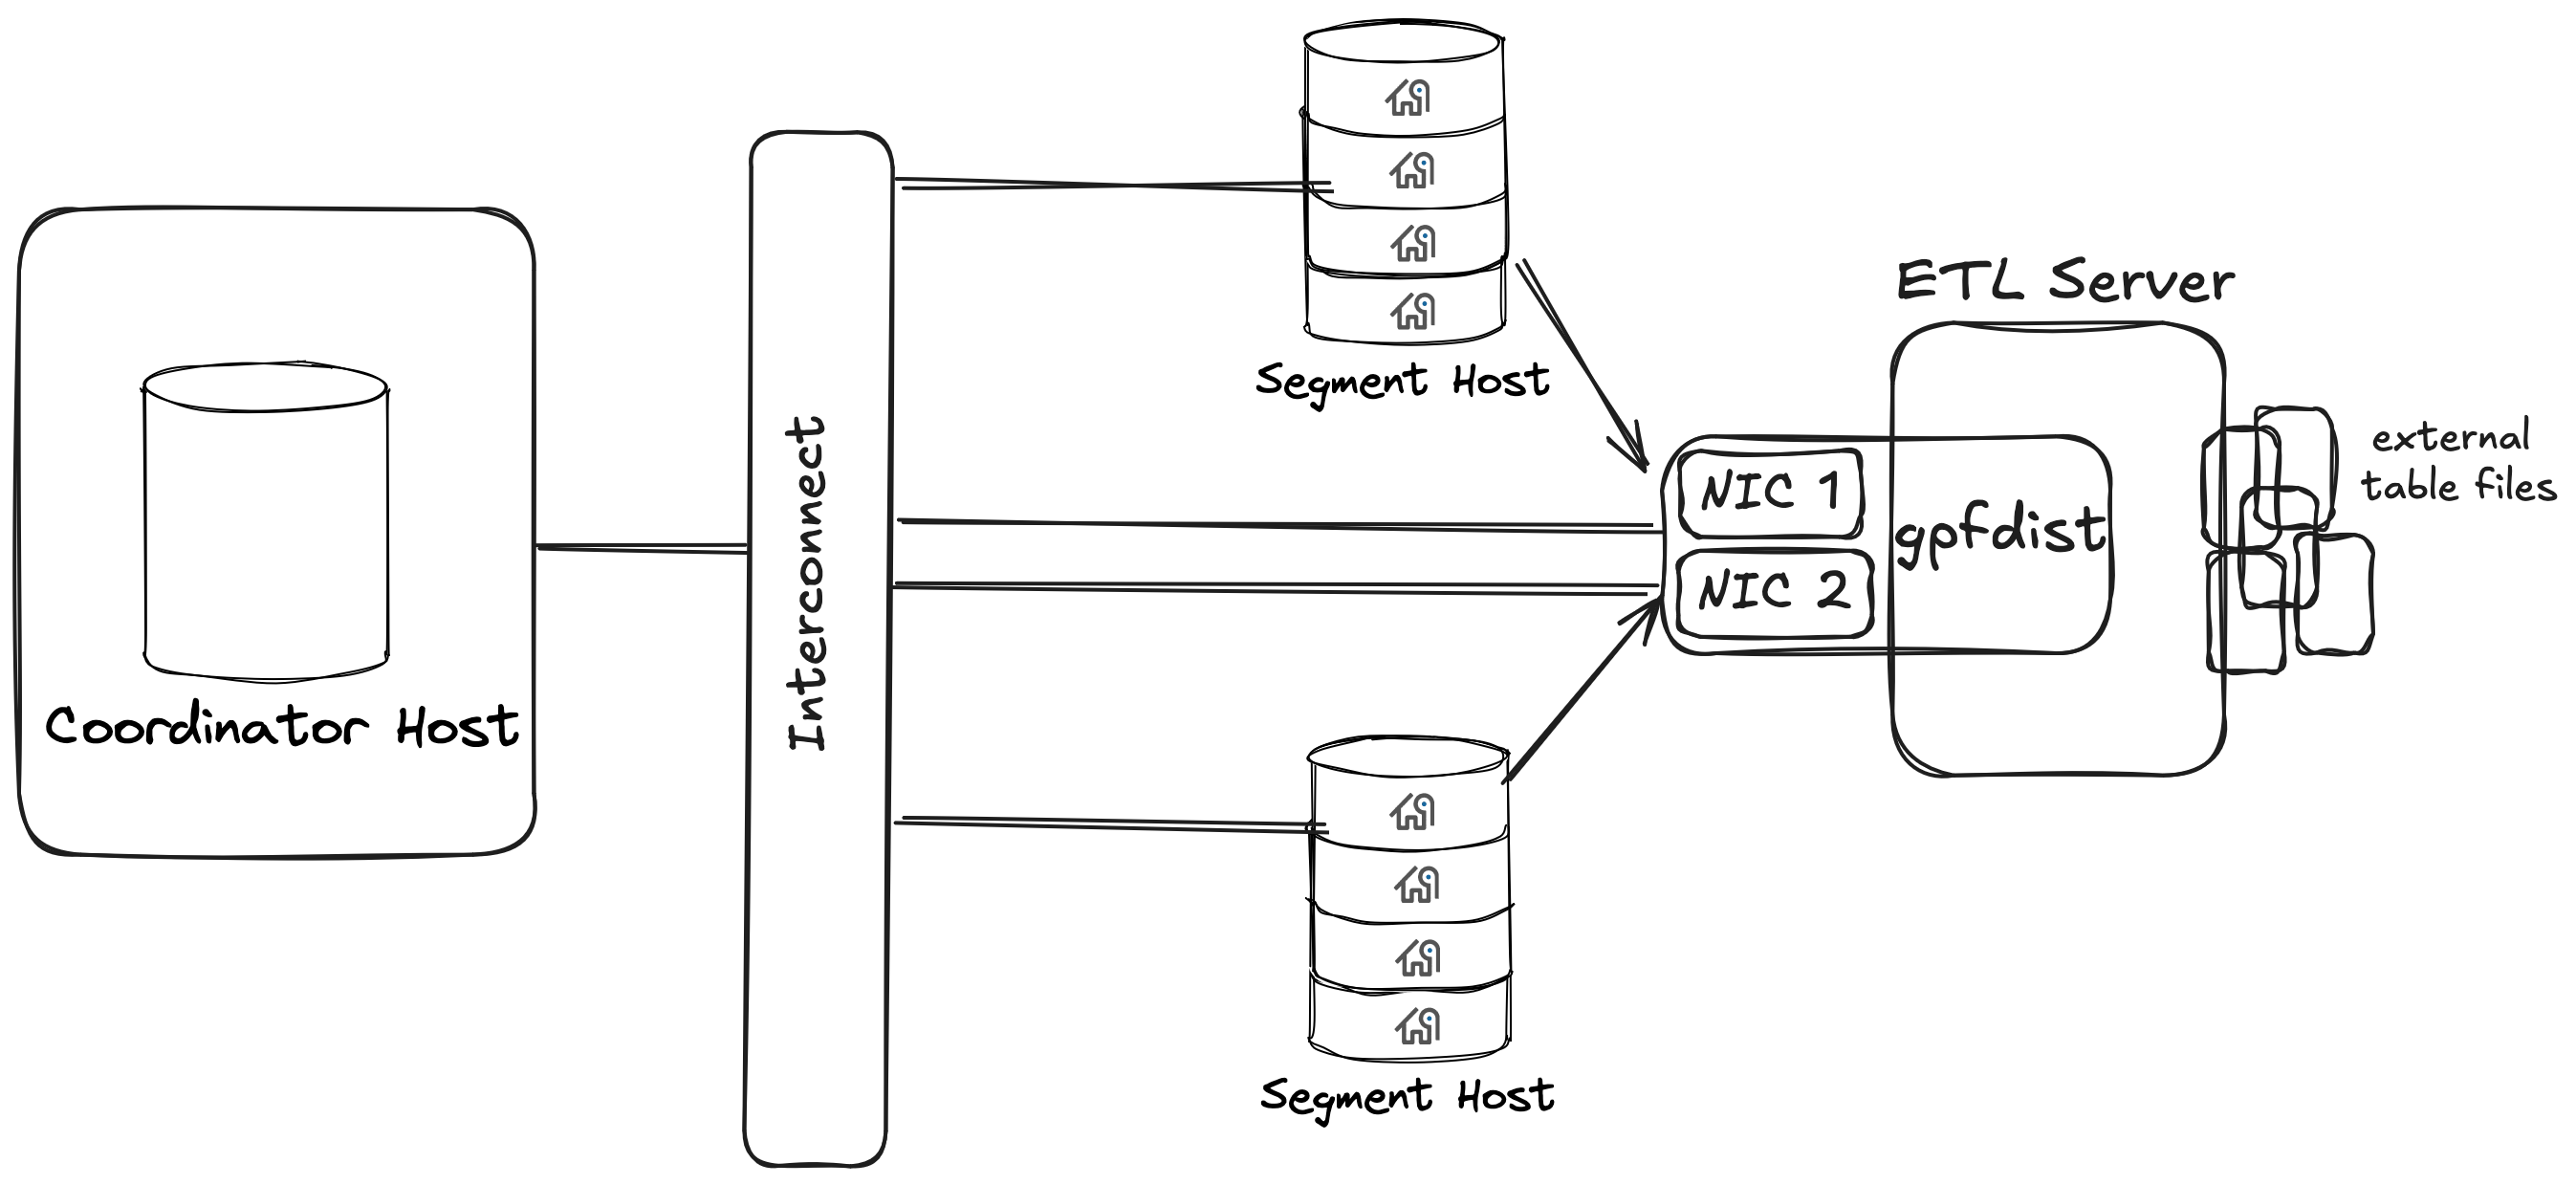 Coordinator Host
Interconnect
Segment Host
Segment Host
ETL Server
NIC 1
NIC 2
gpfdist
external
table files